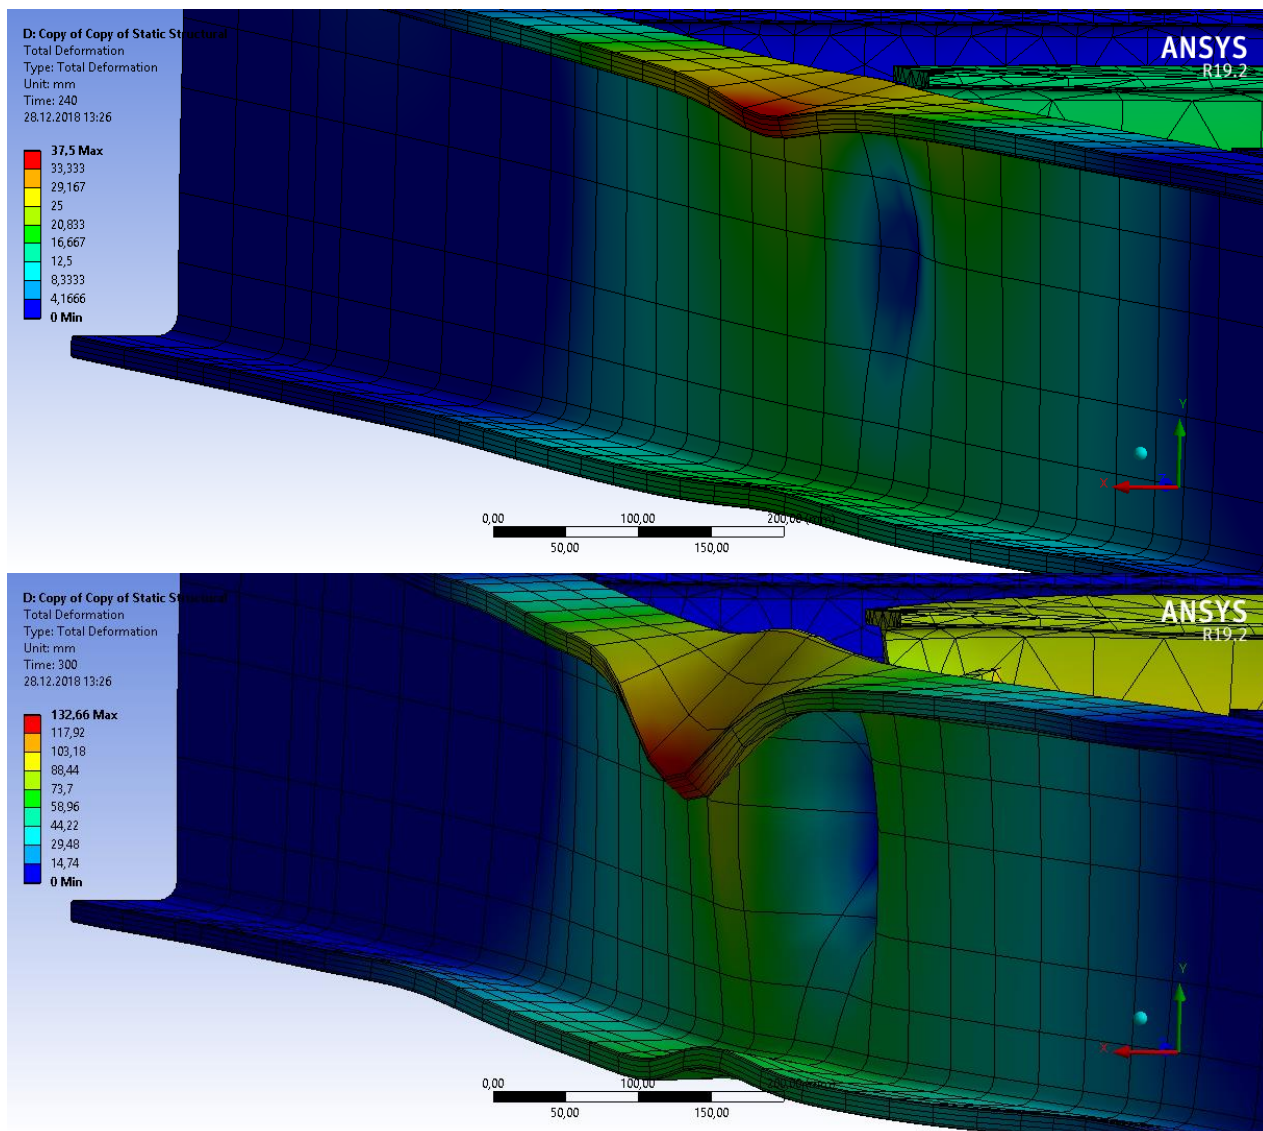 D: Copy of Copy of Static Structural
Total Deformation
Type: Total Deformation
Unit: mm
Time: 240
28.12.2018 13:26
ANSYS
R19.2
37,5 Max
33,333
29,167
25
20,833
16,667
12,5
8,3333
4,1666
0 Min
Y
X
0,00 100,00 200,00
50,00 150,00
D: Copy of Copy of Static Structural
Total Deformation
Type: Total Deformation
Unit: mm
Time: 300
28.12.2018 13:26
ANSYS
R19.2
132,66 Max
117,92
103,18
88,44
73,7
58,96
44,22
29,48
14,74
0 Min
Y
X
0,00 100,00 200,00
50,00 150,00